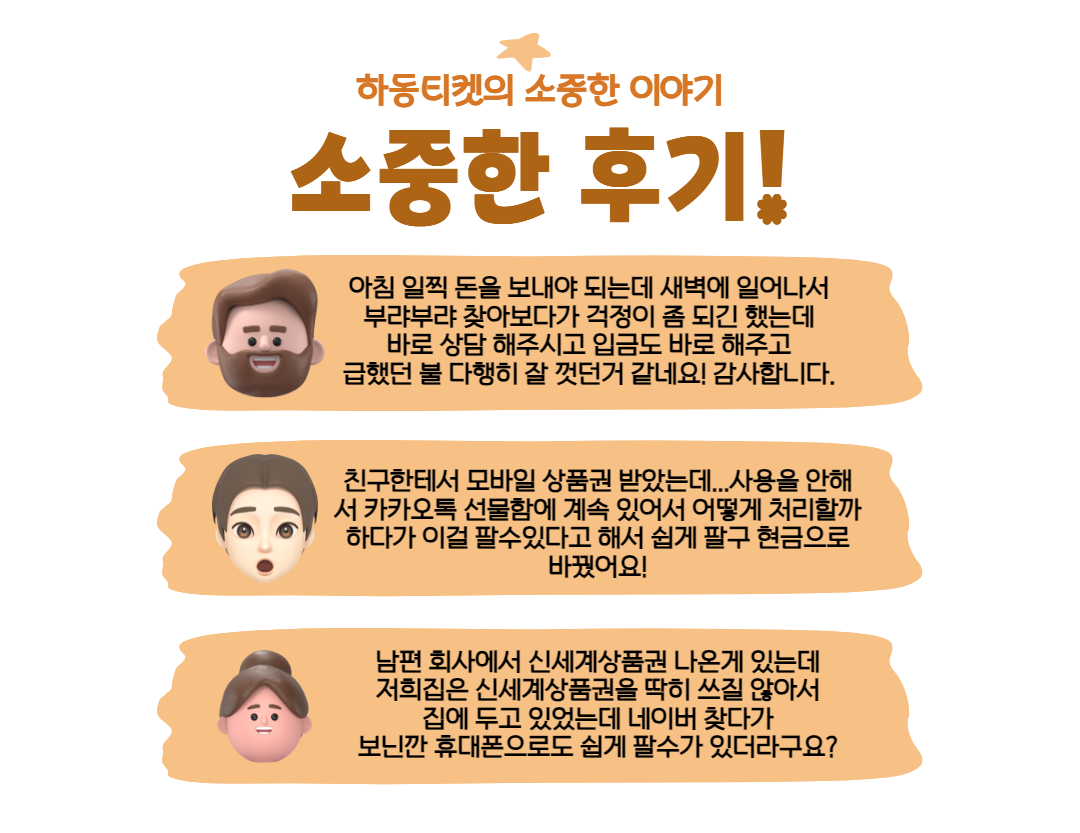 하동티켓의 소중한 이야기
소중한 후기!
아침 일찍 돈을 보내야 되는데 새벽에 일어나서
부랴부랴 찾아보다가 걱정이 좀 되긴 했는데
바로 상담 해주시고 입금도 바로 해주고
급했던 불 다행히 잘 껏던거 같네요! 감사합니다.
친구한테서 모바일 상품권 받았는데...사용을 안해
서 카카오톡 선물함에 계속 있어서 어떻게 처리할까
하다가 이걸 팔수있다고 해서 쉽게 팔구 현금으로
바꿨어요!
남편 회사에서 신세계상품권 나온게 있는데
저희집은 신세계상품권을 딱히 쓰질 않아서
집에 두고 있었는데 네이버 찾다가
보닌깐 휴대폰으로도 쉽게 팔수가 있더라구요?